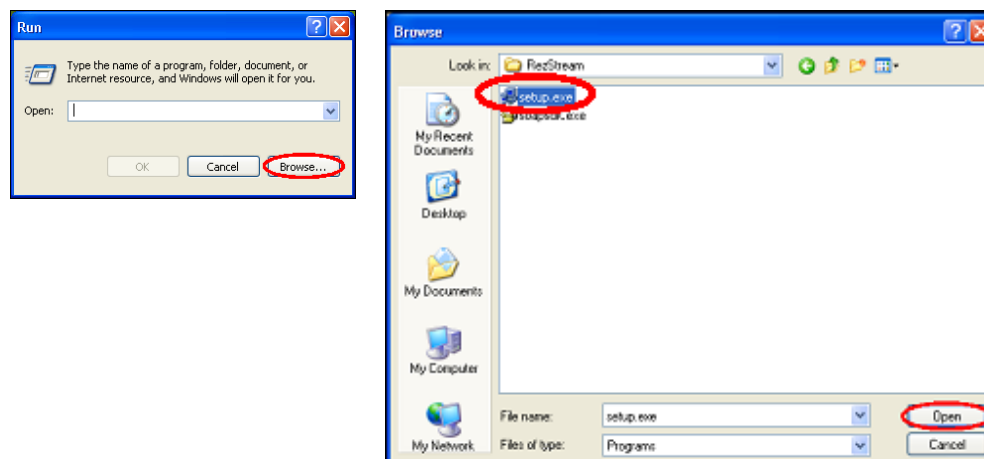 Run
Type the name of a program, folder, document, or
Internet resource, and Windows will open it for you.
Open:
OK Cancel Browse...
Browse
Look in: RezStream
setup.exe
My Recent
Documents
Desktop
My Documents
My Computer
My Network
File name: setup.exe Open
Files of type: Programs Cancel